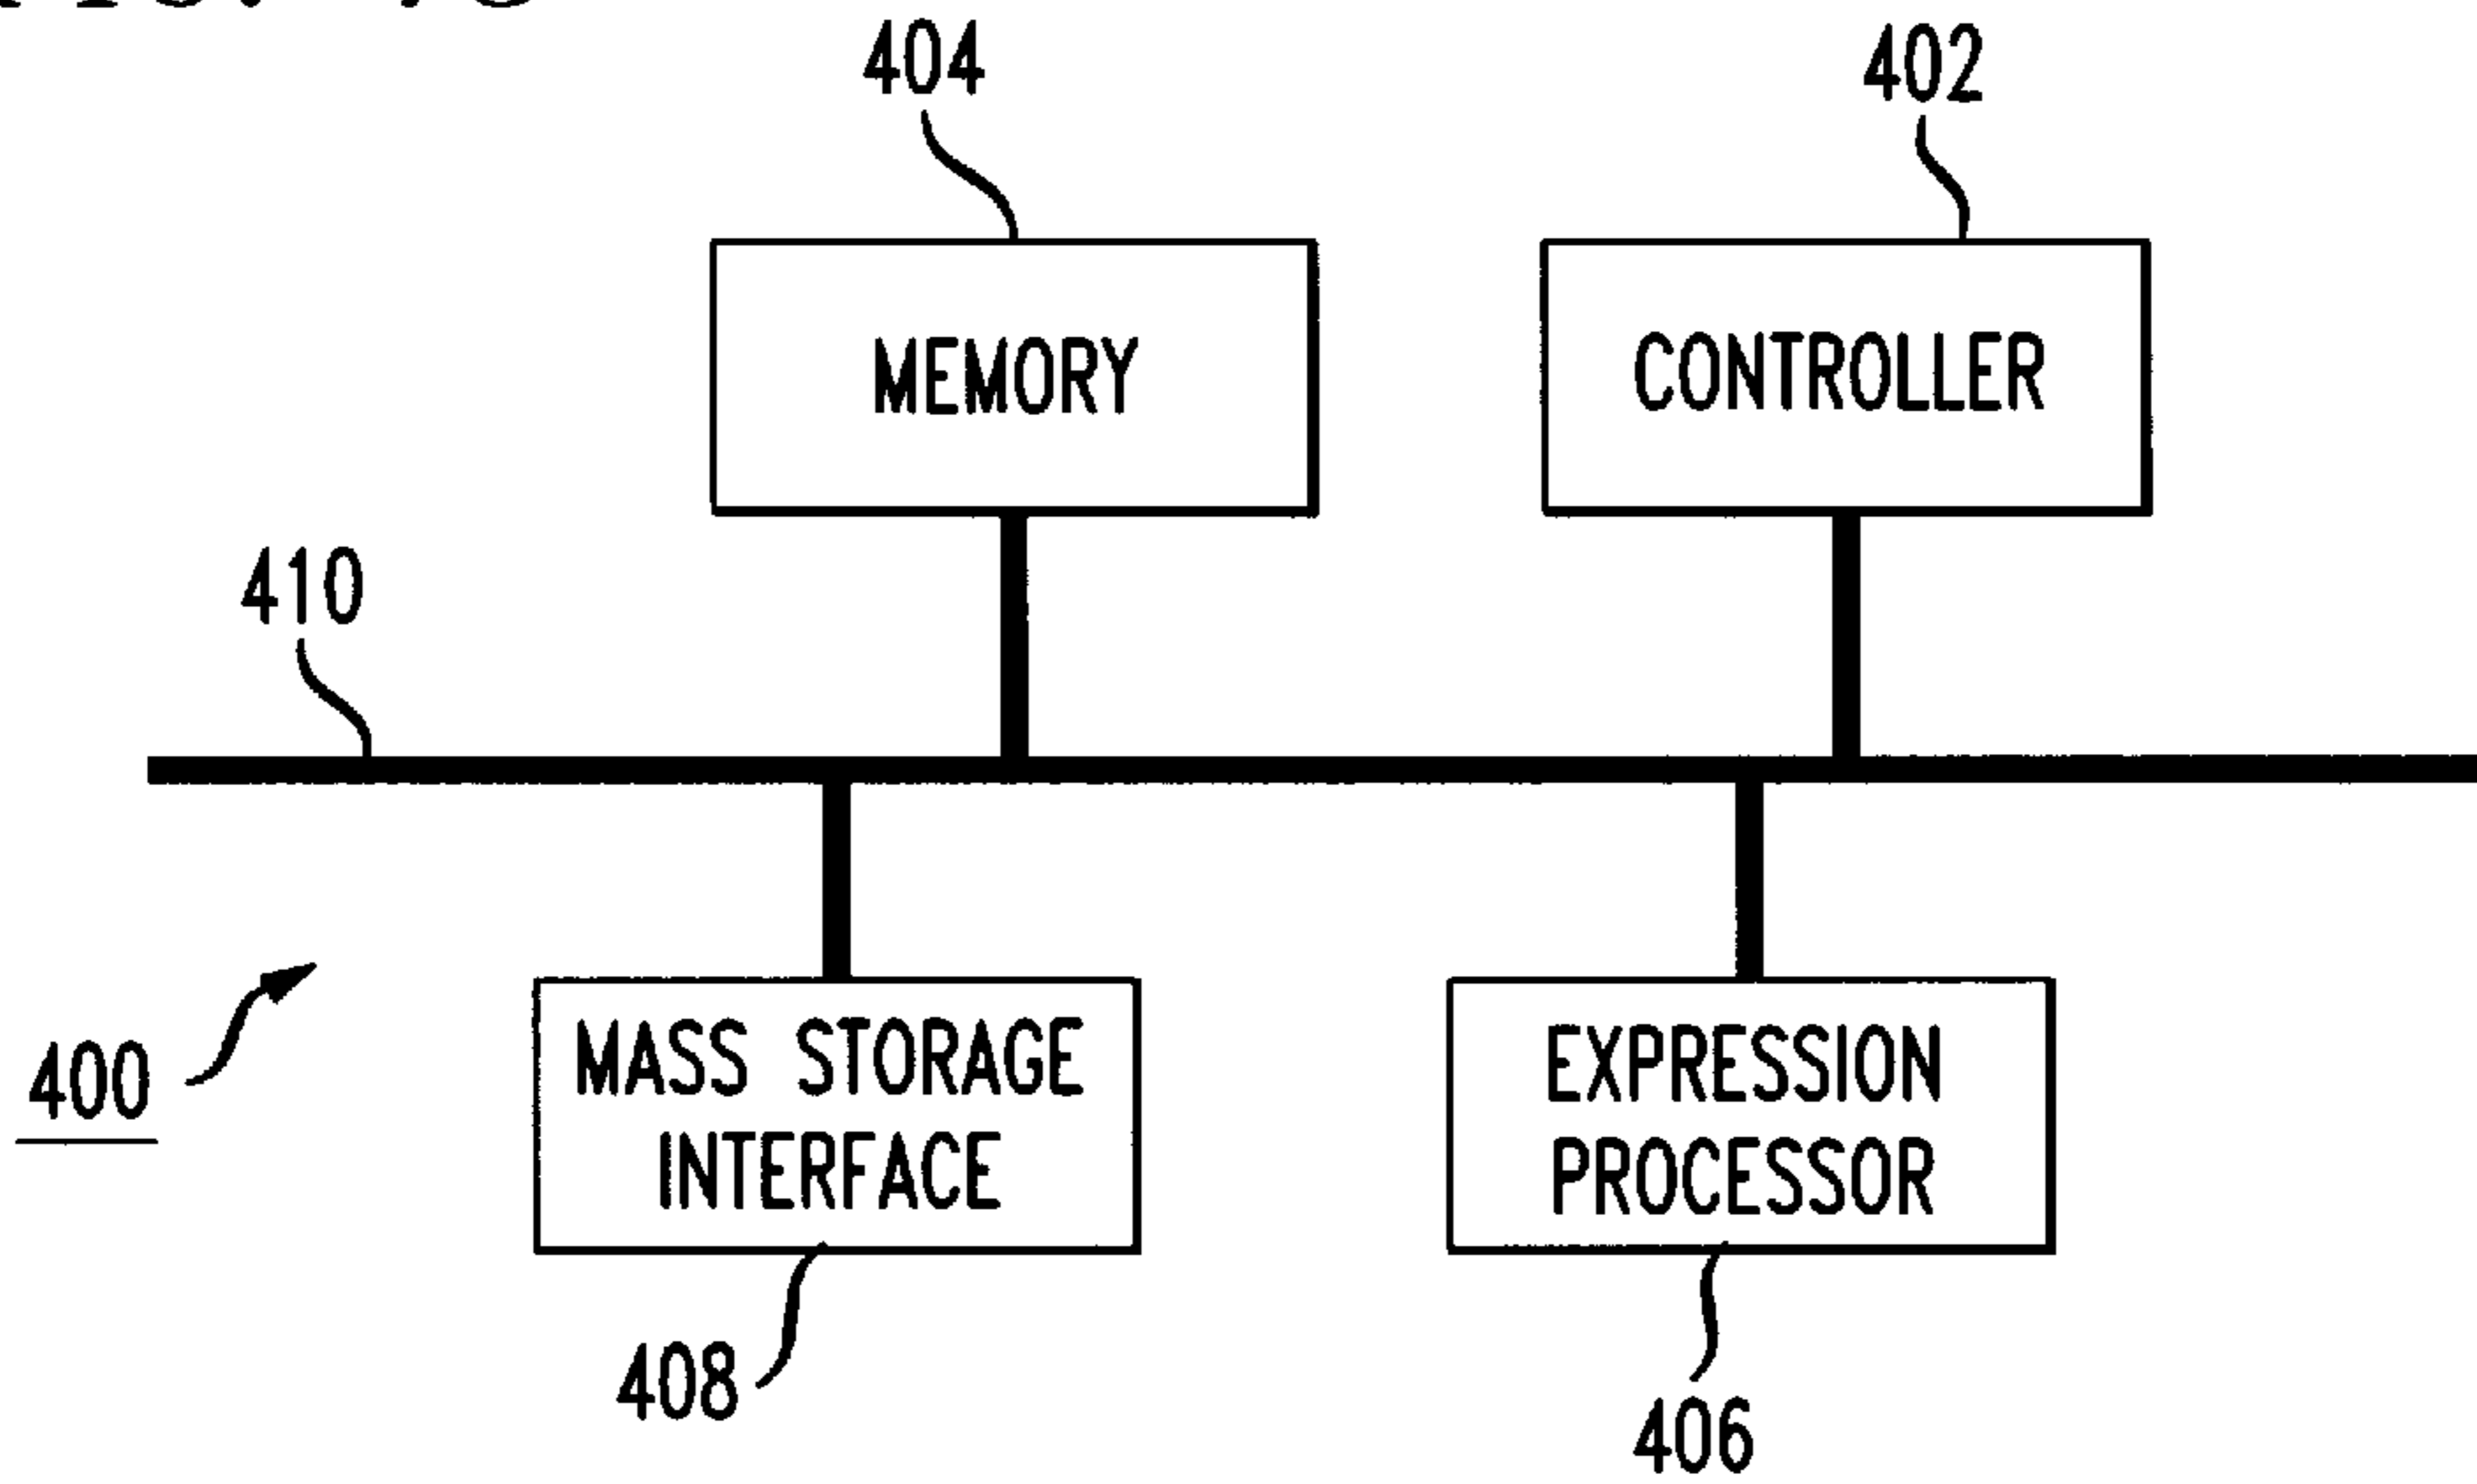 404
402
MEMORY
CONTROLLER
410
400
MASS STORAGE
INTERFACE
EXPRESSION
PROCESSOR
408
406